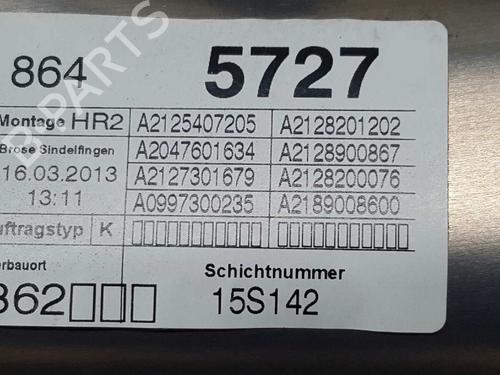 864 5727
Montage HR2 A2125407205 A2128201202
Brose Sindelfingen A2047601634 A2128900867
16.03.2013 A2127301679 A2128200076
13:11 A0997300235 A2189008600
uftragstyp K
erbauort Schichtnummer
362 15S142
B-PARTS